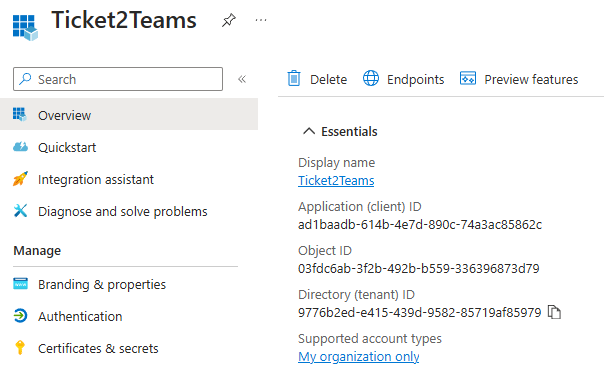 Ticket2Teams
Search
Overview
Quickstart
Integration assistant
Diagnose and solve problems
Manage
Branding & properties
Authentication
Certificates & secrets
Delete
Endpoints
Preview features
Essentials
Display name
Ticket2Teams
Application (client) ID
ad1baadb-614b-4e7d-890c-74a3ac85862c
Object ID
03fdc6ab-3f2b-492b-b559-336396873d79
Directory (tenant) ID
9776b2ed-e415-439d-9582-85719af85979
Supported account types
My organization only